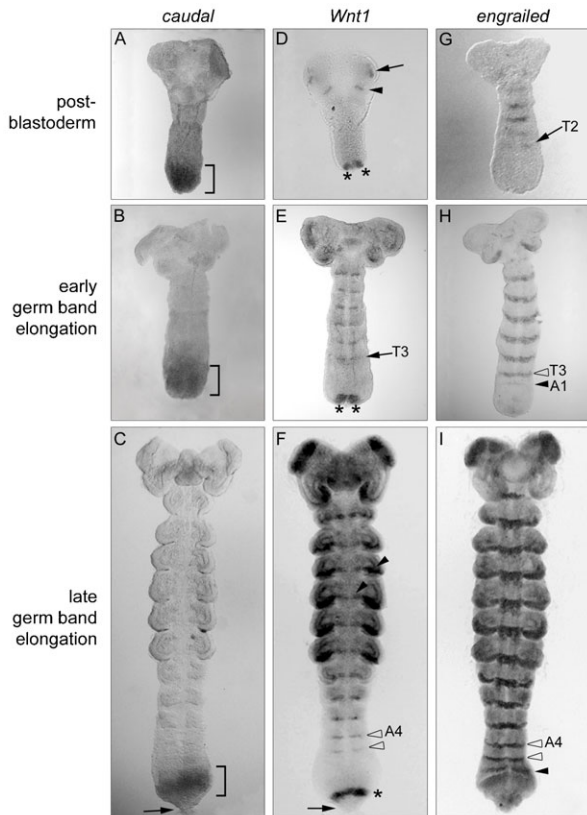 caudal Wnt1 engrailed
post-
blastoderm
A
D
G
T2
* *
early
germ band
elongation
B
E
H
T3
T3
A1
* *
late
germ band
elongation
C
F
I
A4
A4
*